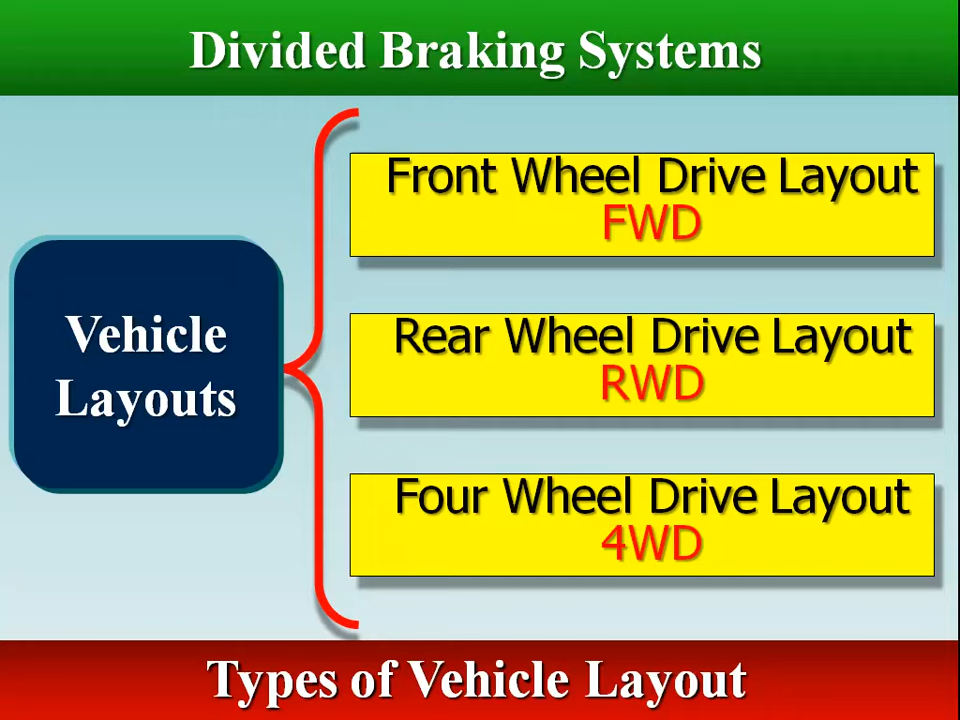 Divided Braking Systems
Vehicle
Layouts
Front Wheel Drive Layout
FWD
Rear Wheel Drive Layout
RWD
Four Wheel Drive Layout
4WD
Types of Vehicle Layout